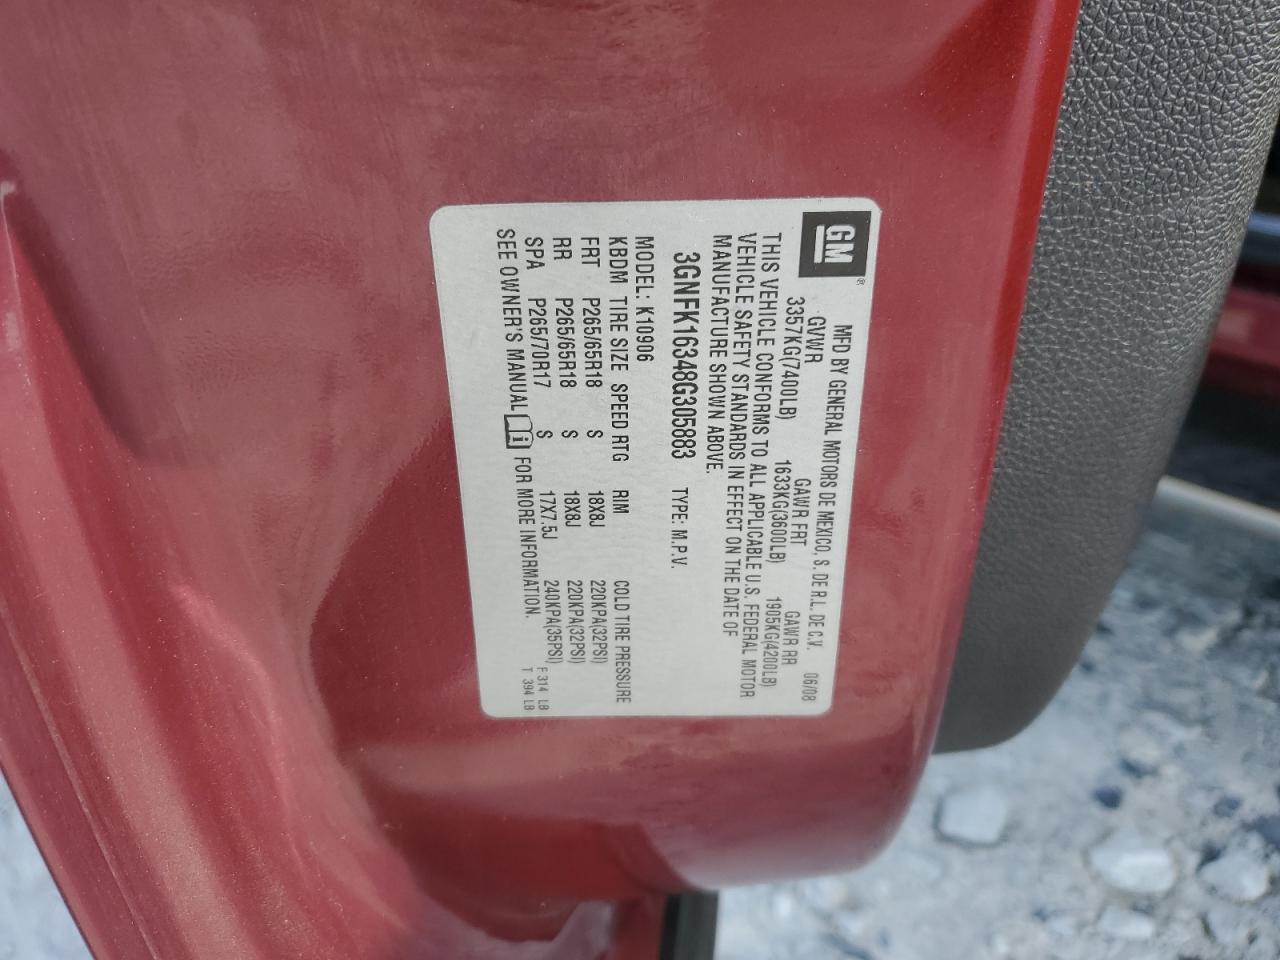 GM®
MFD BY GENERAL MOTORS DE MEXICO, S. DE R.L. DE C.V. 06/08
GVWR GAWR FRT GAWR RR
3357KG(7400LB) 1633KG(3600LB) 1905KG(4200LB)
THIS VEHICLE CONFORMS TO ALL APPLICABLE U.S. FEDERAL MOTOR
VEHICLE SAFETY STANDARDS IN EFFECT ON THE DATE OF
MANUFACTURE SHOWN ABOVE.
3GNFK16348G305883 TYPE: M.P.V.
MODEL: K10906
KBDM TIRE SIZE SPEED RTG RIM COLD TIRE PRESSURE
FRT P265/65R18 S 18X8J 220KPA(32PSI)
RR P265/65R18 S 18X8J 220KPA(32PSI)
SPA P265/70R17 S 17X7.5J 240KPA(35PSI) F 314 LB
SEE OWNER'S MANUAL i FOR MORE INFORMATION. T 394 LB